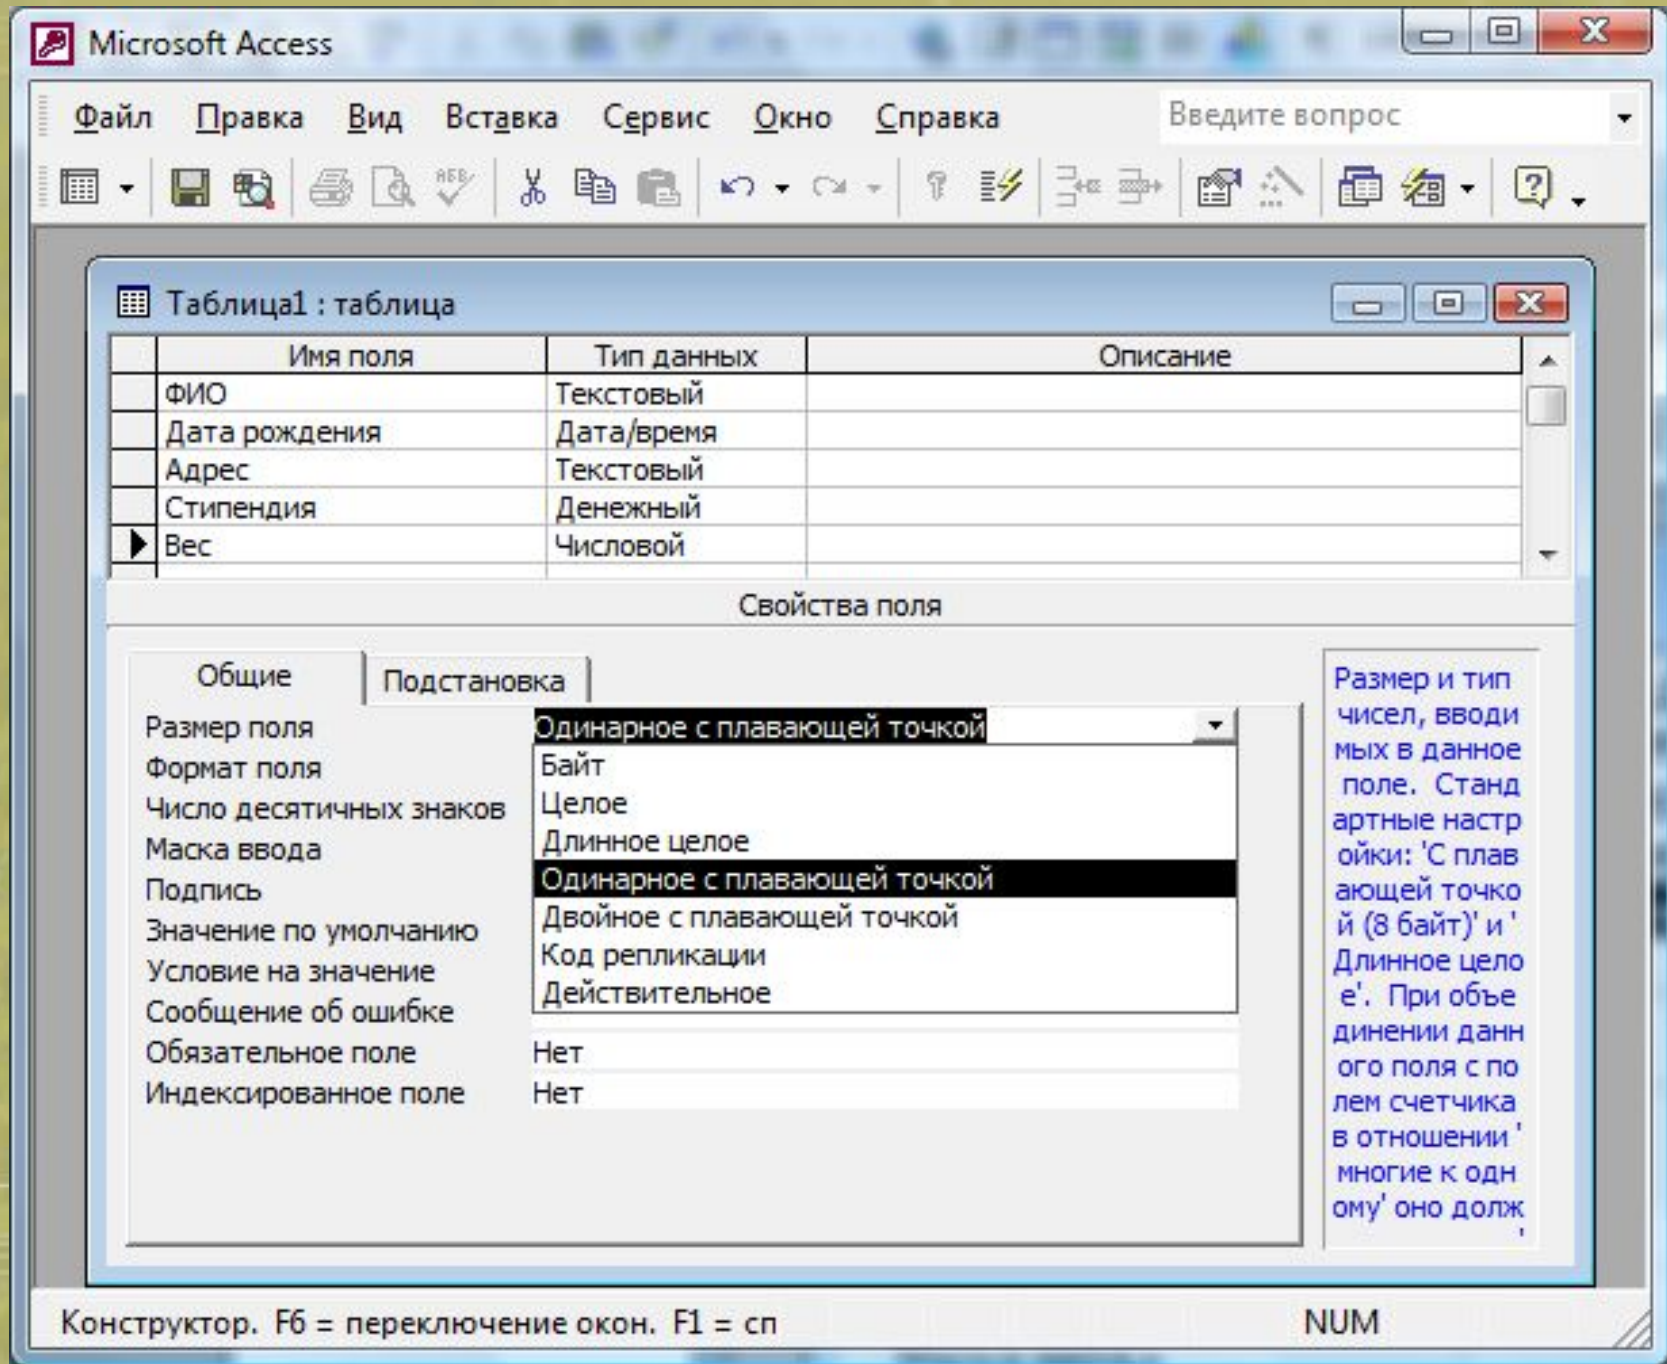 Microsoft Access
Файл Правка Вид Вставка Сервис Окно Справка Введите вопрос
Таблица1 : таблица
Имя поля Тип данных Описание
ФИО Текстовый
Дата рождения Дата/время
Адрес Текстовый
Стипендия Денежный
Вес Числовой
Свойства поля
Общие Подстановка
Размер поля Одинарное с плавающей точкой
Формат поля
Число десятичных знаков
Маска ввода
Подпись
Значение по умолчанию
Условие на значение
Сообщение об ошибке
Обязательное поле Нет
Индексированное поле Нет
Байт
Целое
Длинное целое
Одинарное с плавающей точкой
Двойное с плавающей точкой
Код репликации
Действительное
Размер и тип
чисел, вводи
мых в данное
поле. Станд
артные настр
ойки: 'С плав
ающей точко
й (8 байт)' и '
Длинное цело
е'. При объе
динении данн
ого поля с по
лем счетчика
в отношении '
многие к одн
ому' оно долж
Конструктор. F6 = переключение окон. F1 = сп NUM